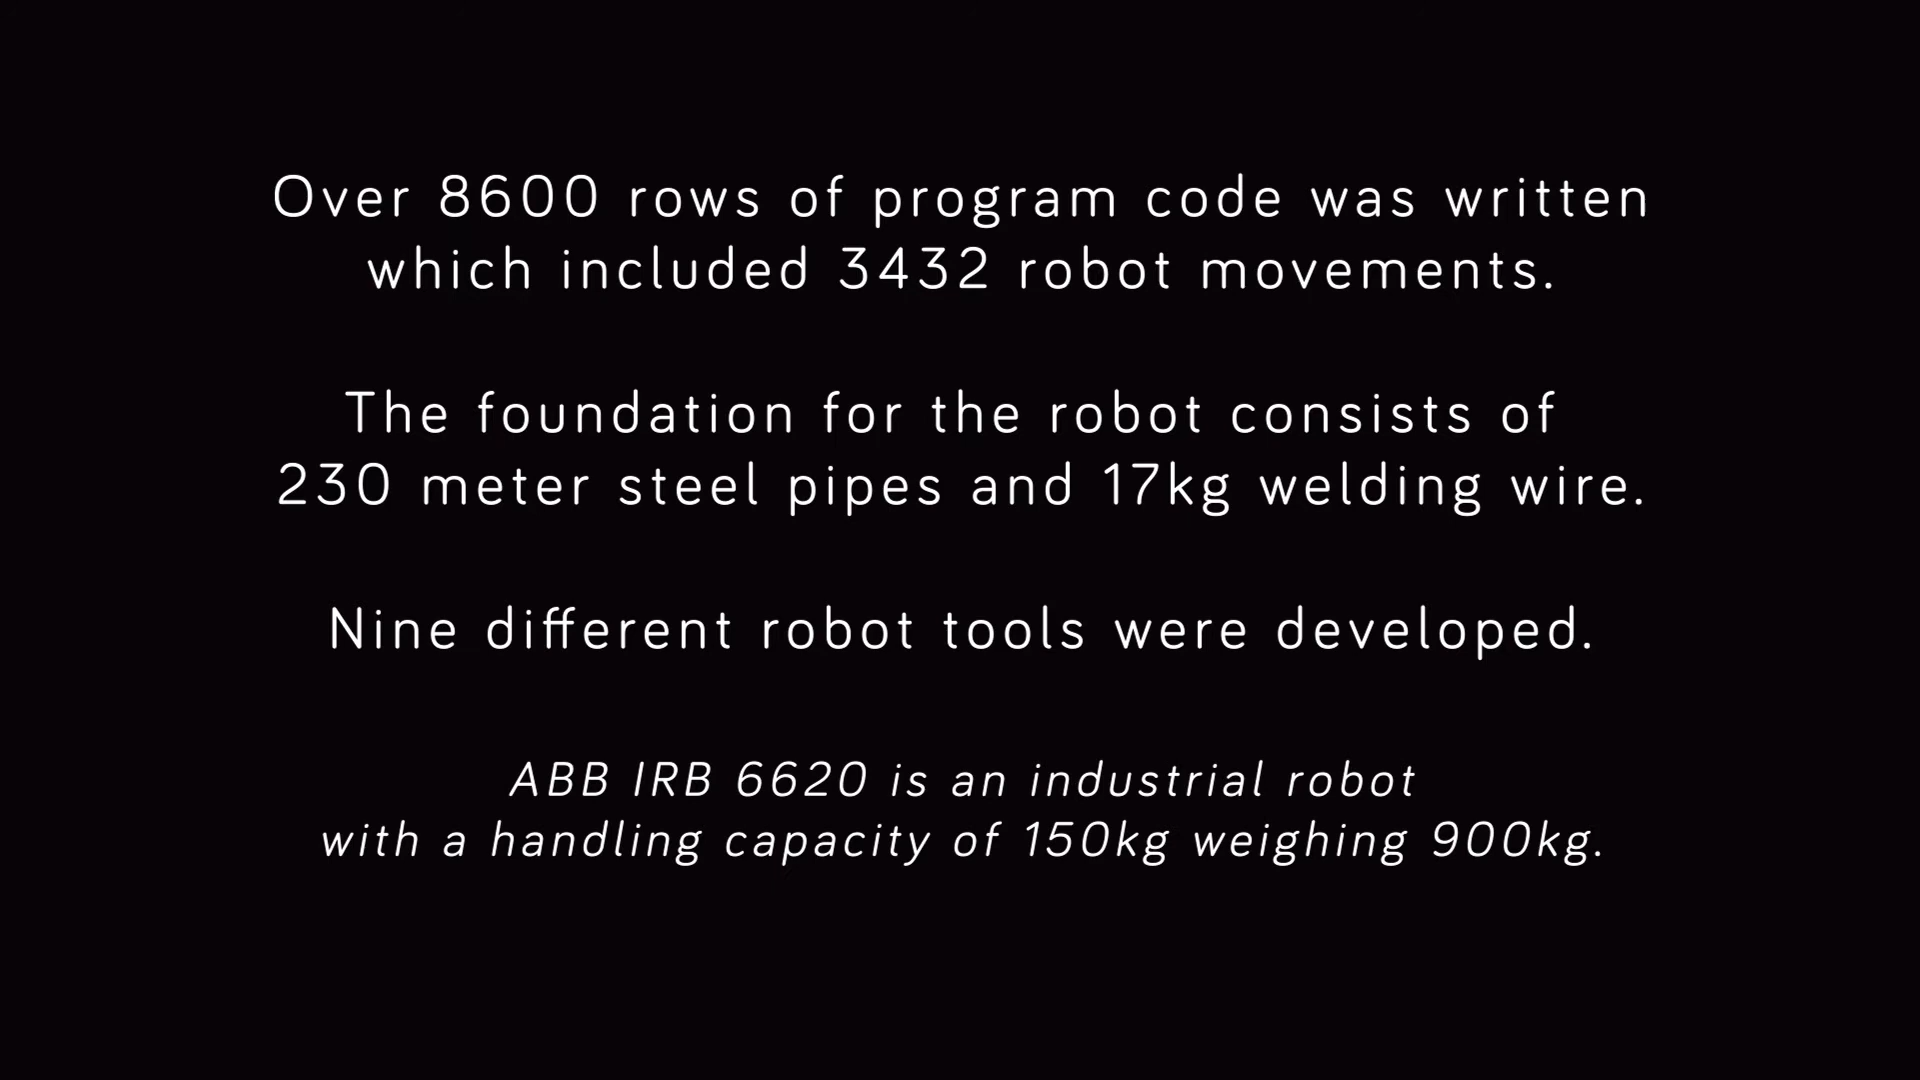 Over 8600 rows of program code was written
which included 3432 robot movements.
The foundation for the robot consists of
230 meter steel pipes and 17kg welding wire.
Nine different robot tools were developed.
ABB IRB 6620 is an industrial robot
with a handling capacity of 150kg weighing 900kg.